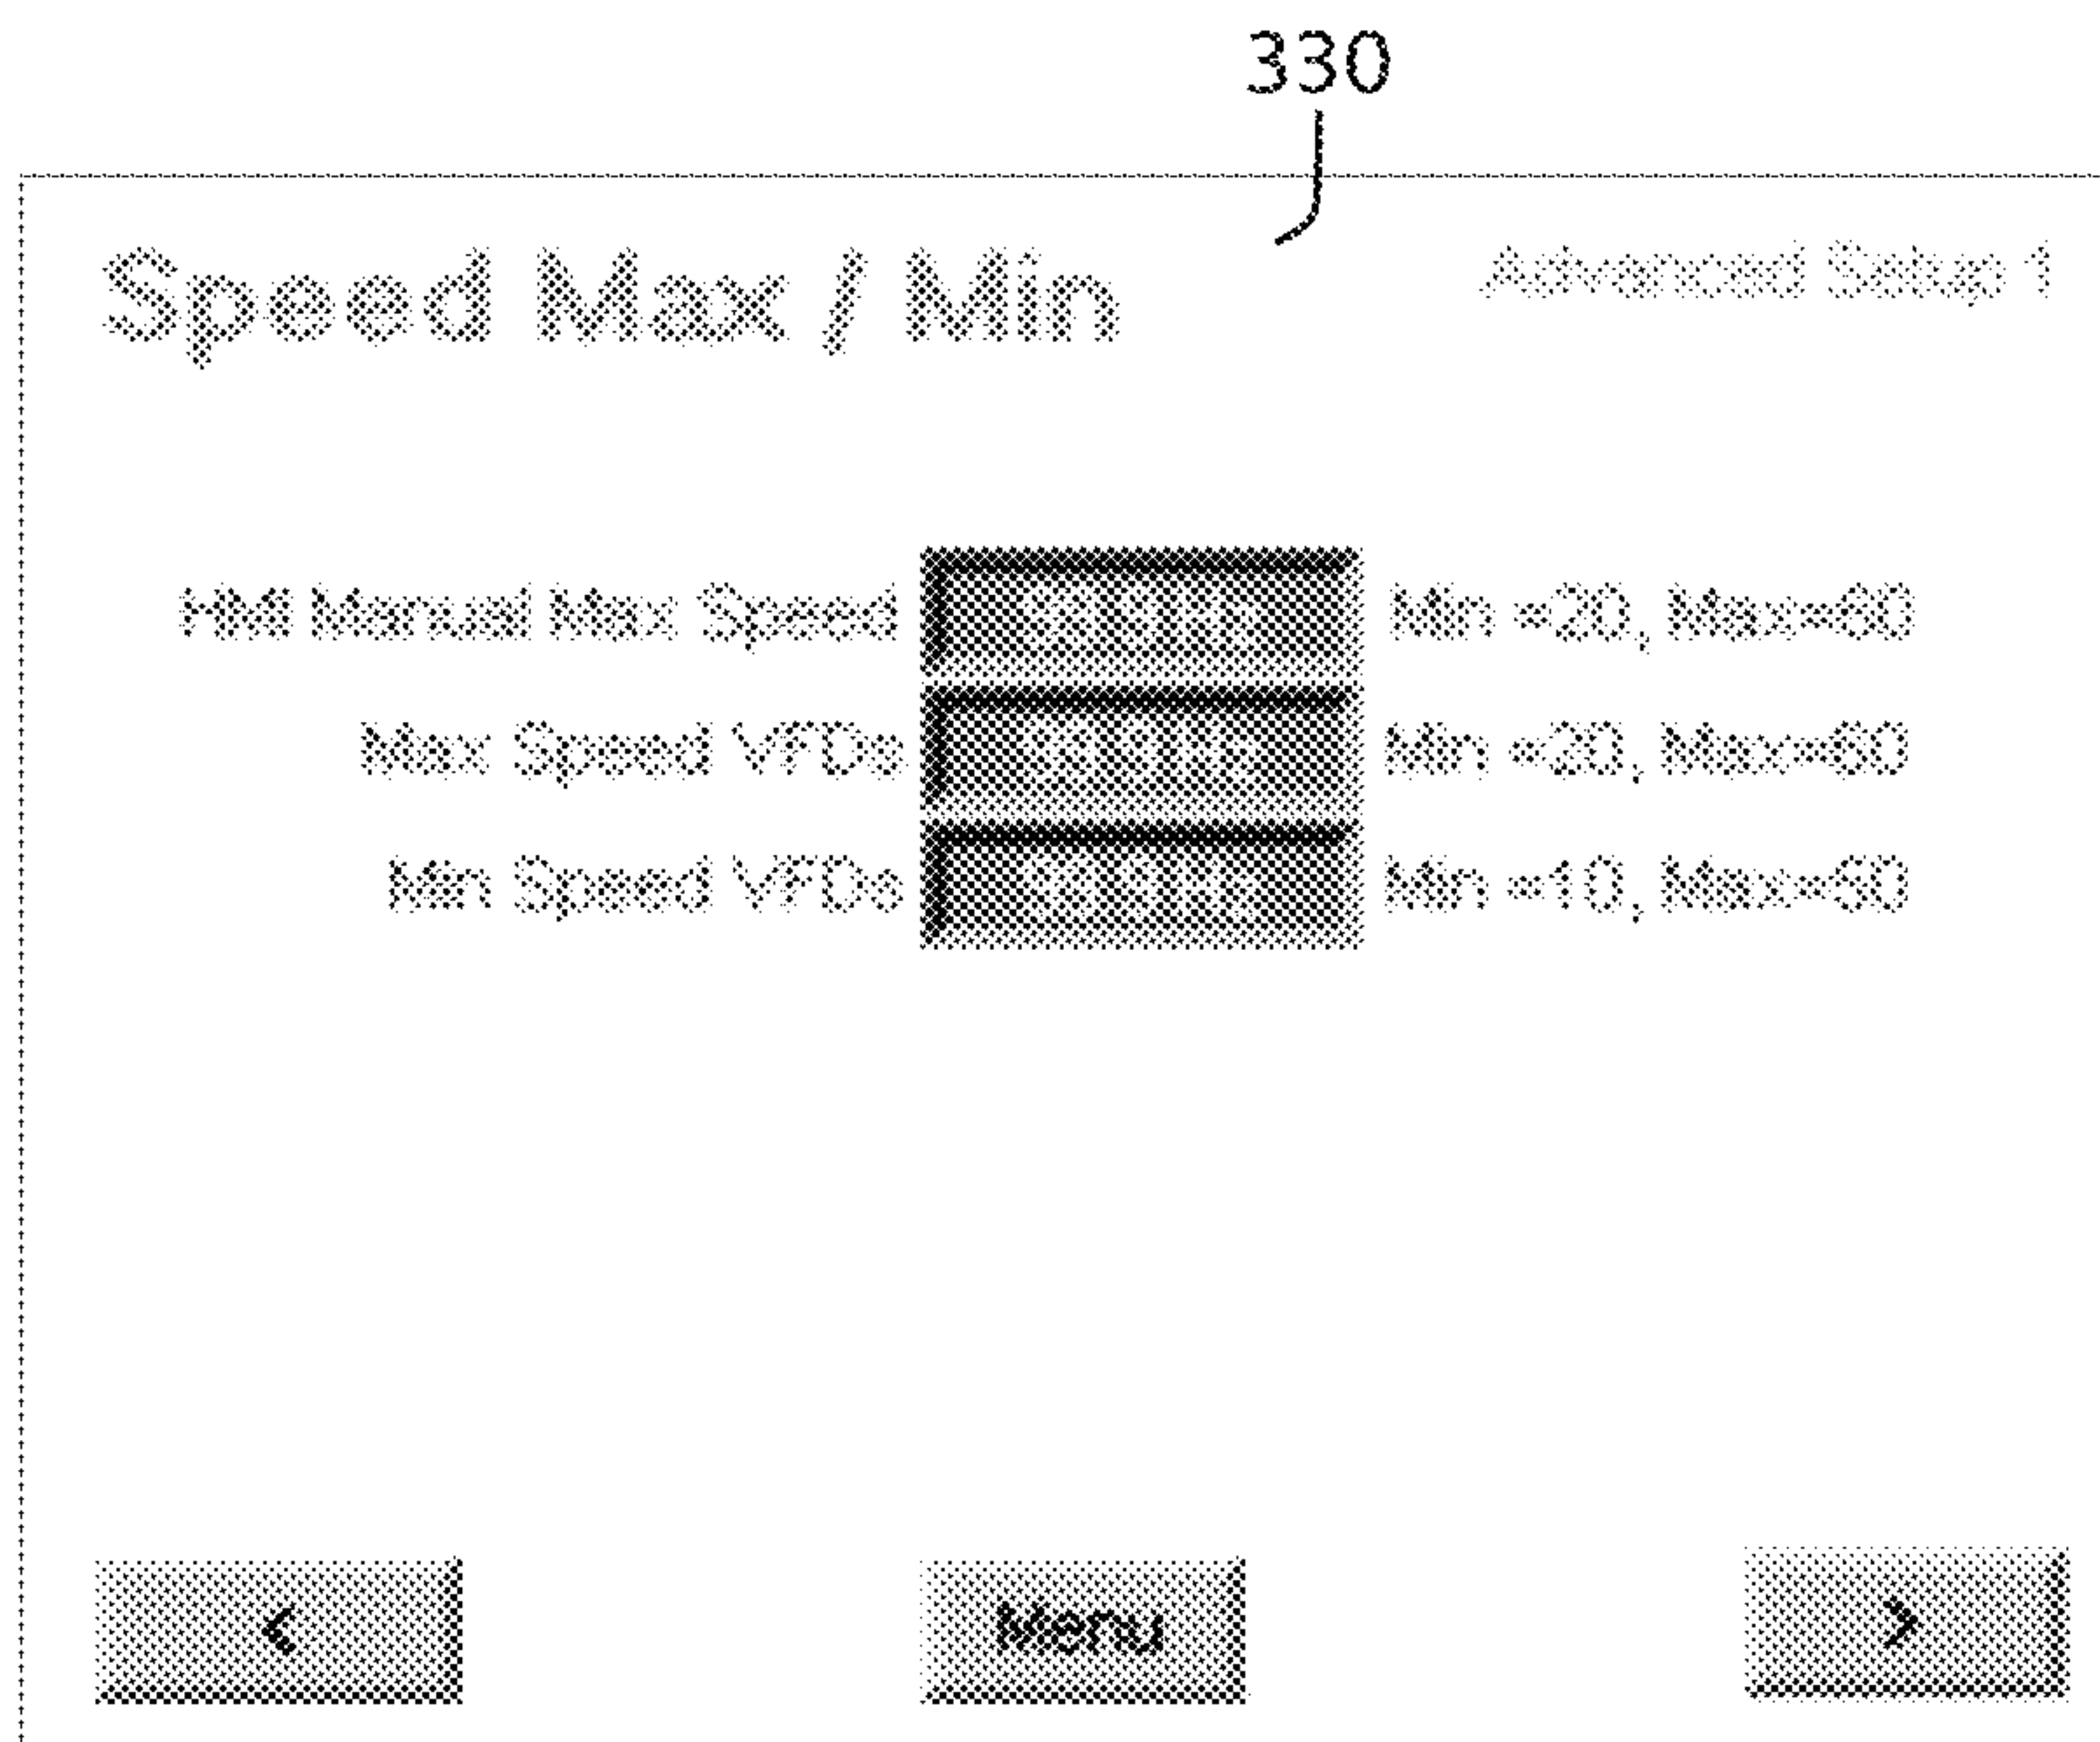 330
Speed Max / Min
Advanced Setup 1
HMI Manual Max Speed
Min =20, Max=60
Max Speed VFDs
Min =20, Max=60
Min Speed VFDs
Min =10, Max=60
<
Menu
>